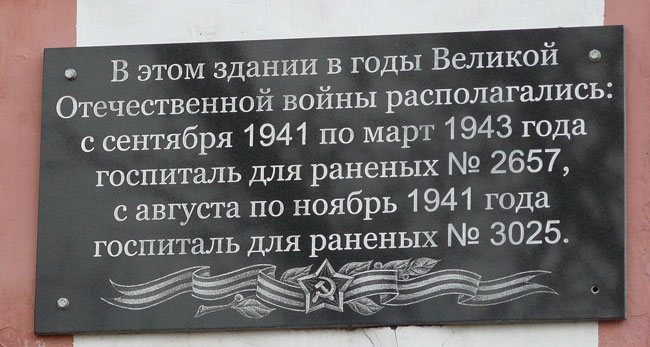 В этом здании в годы Великой
Отечественной войны располагались:
с сентября 1941 по март 1943 года
госпиталь для раненых № 2657,
с августа по ноябрь 1941 года
госпиталь для раненых № 3025.